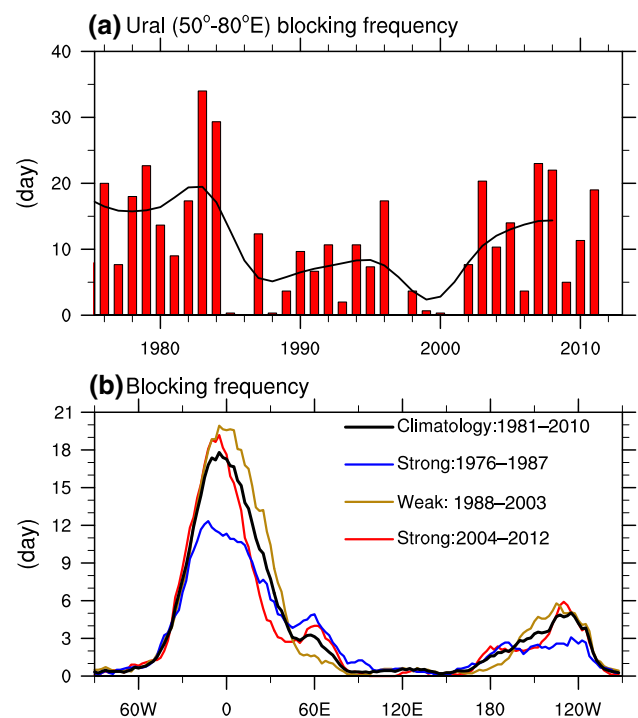 (a) Ural (50°-80°E) blocking frequency
40
30
20
10
0
(day)
1980 1990 2000 2010
(b) Blocking frequency
21
18
15
12
9
6
3
0
(day)
Climatology:1981–2010
Strong:1976–1987
Weak: 1988–2003
Strong:2004–2012
60W 0 60E 120E 180 120W